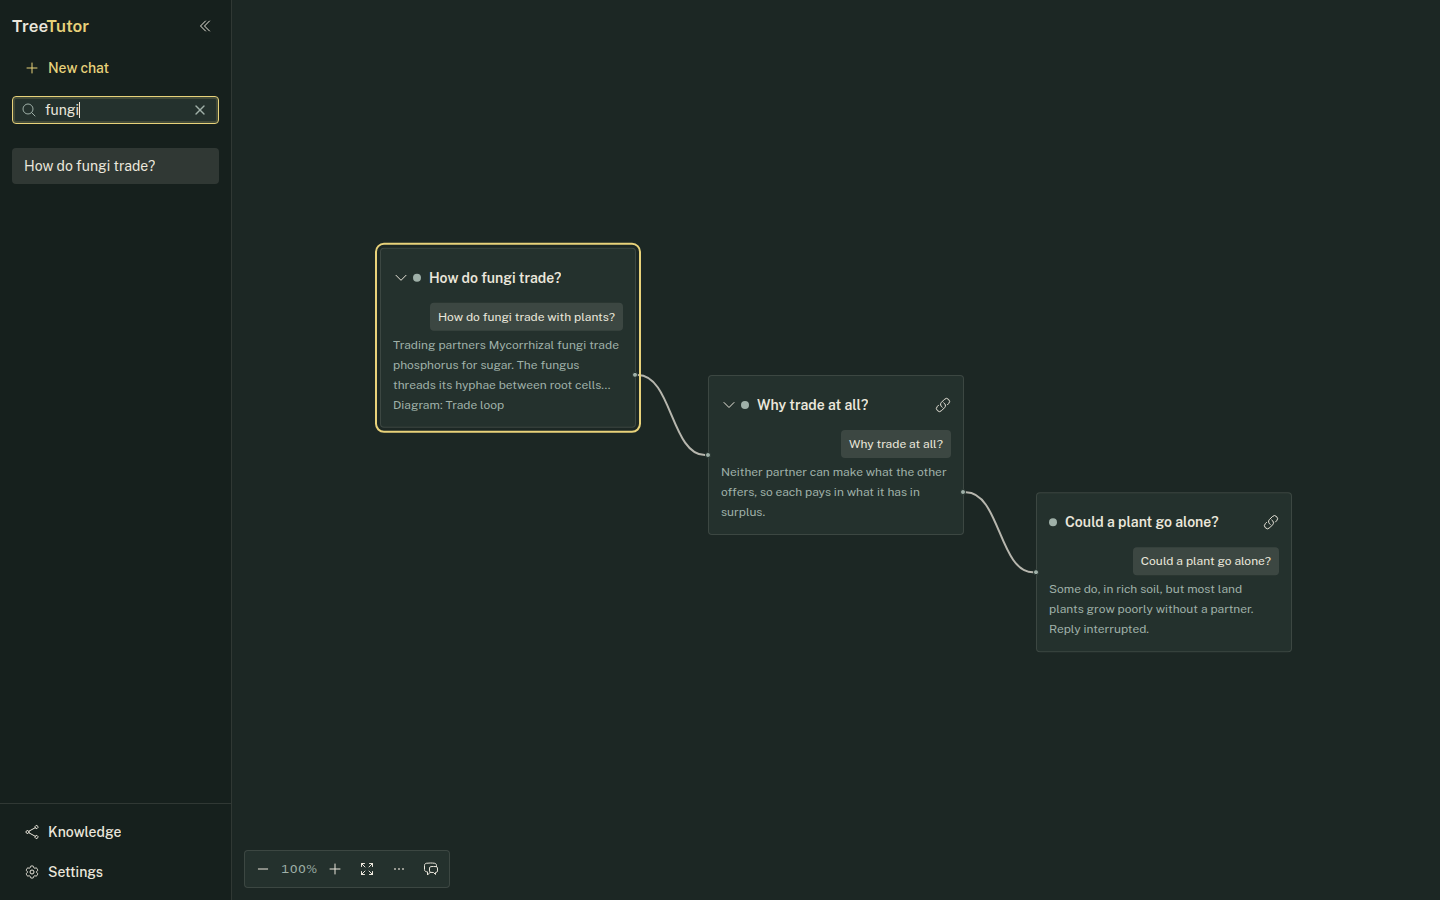 TreeTutor
New chat
fungi
How do fungi trade?
Knowledge
Settings
How do fungi trade?
How do fungi trade with plants?
Trading partners Mycorrhizal fungi trade
phosphorus for sugar. The fungus
threads its hyphae between root cells...
Diagram: Trade loop
Why trade at all?
Why trade at all?
Neither partner can make what the other
offers, so each pays in what it has in
surplus.
Could a plant go alone?
Could a plant go alone?
Some do, in rich soil, but most land
plants grow poorly without a partner.
Reply interrupted.
100%